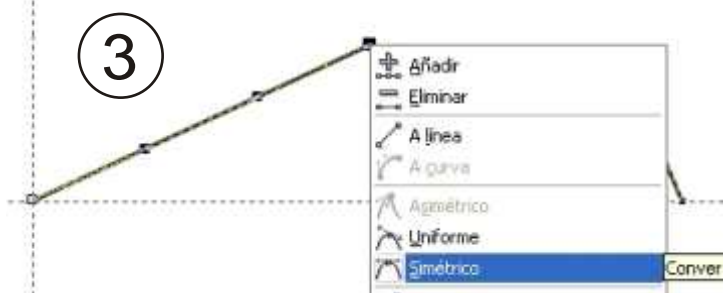 3
Añadir
Eliminar
A línea
A curva
Asimétrico
Uniforme
Simétrico
Conver